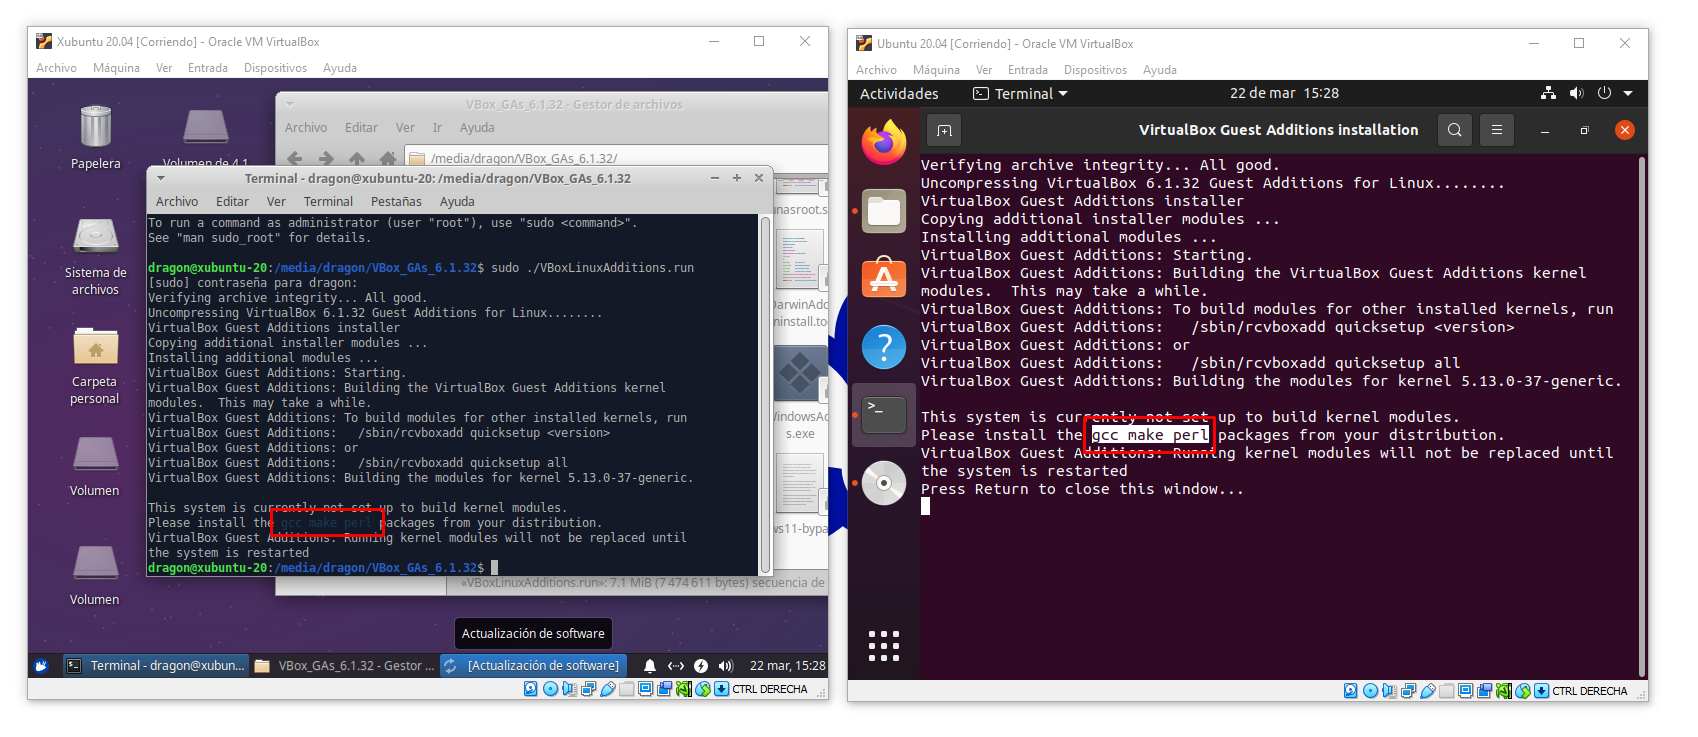 Xubuntu 20.04 [Corriendo] - Oracle VM VirtualBox
Archivo Máquina Ver Entrada Dispositivos Ayuda
Papelera
Volumen de 4.1
Sistema de
archivos
Carpeta
personal
Volumen
Volumen
VBox_GAs_6.1.32 - Gestor de archivos
Archivo Editar Ver Ir Ayuda
/media/dragon/VBox_GAs_6.1.32/
unasroot.s
DarwinAdd
ninstall.to
WindowsAd
s.exe
ws11-bypa
«VBoxLinuxAdditions.run»: 7.1 MiB (7 474 611 bytes) secuencia de
Terminal - dragon@xubuntu-20: /media/dragon/VBox_GAs_6.1.32
Archivo Editar Ver Terminal Pestañas Ayuda
To run a command as administrator (user "root"), use "sudo <command>".
See "man sudo_root" for details.
dragon@xubuntu-20:/media/dragon/VBox_GAs_6.1.32$ sudo ./VBoxLinuxAdditions.run
[sudo] contraseña para dragon:
Verifying archive integrity... All good.
Uncompressing VirtualBox 6.1.32 Guest Additions for Linux........
VirtualBox Guest Additions installer
Copying additional installer modules ...
Installing additional modules ...
VirtualBox Guest Additions: Starting.
VirtualBox Guest Additions: Building the VirtualBox Guest Additions kernel
modules.  This may take a while.
VirtualBox Guest Additions: To build modules for other installed kernels, run
VirtualBox Guest Additions:   /sbin/rcvboxadd quicksetup <version>
VirtualBox Guest Additions: or
VirtualBox Guest Additions:   /sbin/rcvboxadd quicksetup all
VirtualBox Guest Additions: Building the modules for kernel 5.13.0-37-generic.
This system is currently not set up to build kernel modules.
Please install the gcc make perl packages from your distribution.
VirtualBox Guest Additions: Running kernel modules will not be replaced until
the system is restarted
dragon@xubuntu-20:/media/dragon/VBox_GAs_6.1.32$
Actualización de software
Terminal - dragon@xubun... VBox_GAs_6.1.32 - Gestor ... [Actualización de software] 22 mar, 15:28
CTRL DERECHA
Ubuntu 20.04 [Corriendo] - Oracle VM VirtualBox
Archivo Máquina Ver Entrada Dispositivos Ayuda
Actividades Terminal 22 de mar 15:28
VirtualBox Guest Additions installation
Verifying archive integrity... All good.
Uncompressing VirtualBox 6.1.32 Guest Additions for Linux........
VirtualBox Guest Additions installer
Copying additional installer modules ...
Installing additional modules ...
VirtualBox Guest Additions: Starting.
VirtualBox Guest Additions: Building the VirtualBox Guest Additions kernel
modules.  This may take a while.
VirtualBox Guest Additions: To build modules for other installed kernels, run
VirtualBox Guest Additions:   /sbin/rcvboxadd quicksetup <version>
VirtualBox Guest Additions: or
VirtualBox Guest Additions:   /sbin/rcvboxadd quicksetup all
VirtualBox Guest Additions: Building the modules for kernel 5.13.0-37-generic.
This system is currently not set up to build kernel modules.
Please install the gcc make perl packages from your distribution.
VirtualBox Guest Additions: Running kernel modules will not be replaced until
the system is restarted
Press Return to close this window...
CTRL DERECHA